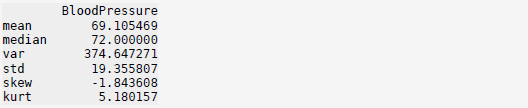 BloodPressure
mean 69.105469
median 72.000000
var 374.647271
std 19.355807
skew -1.843608
kurt 5.180157